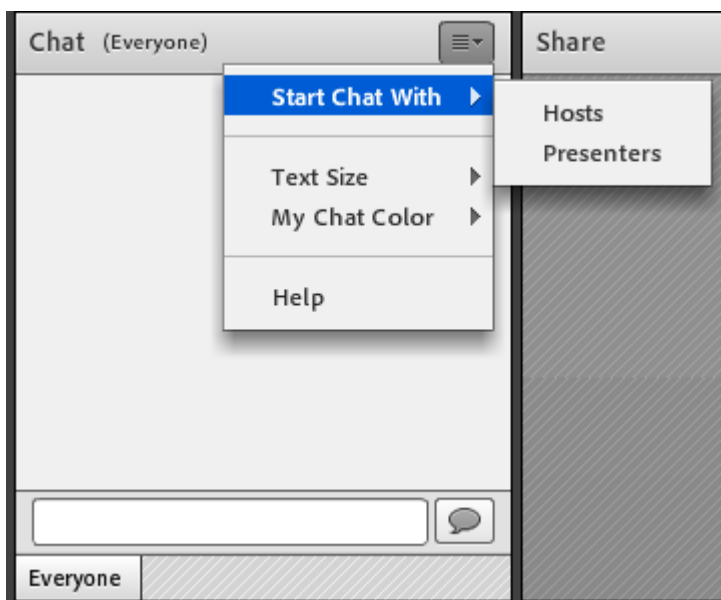 Chat (Everyone)
Share
Start Chat With
Hosts
Presenters
Text Size
My Chat Color
Help
Everyone